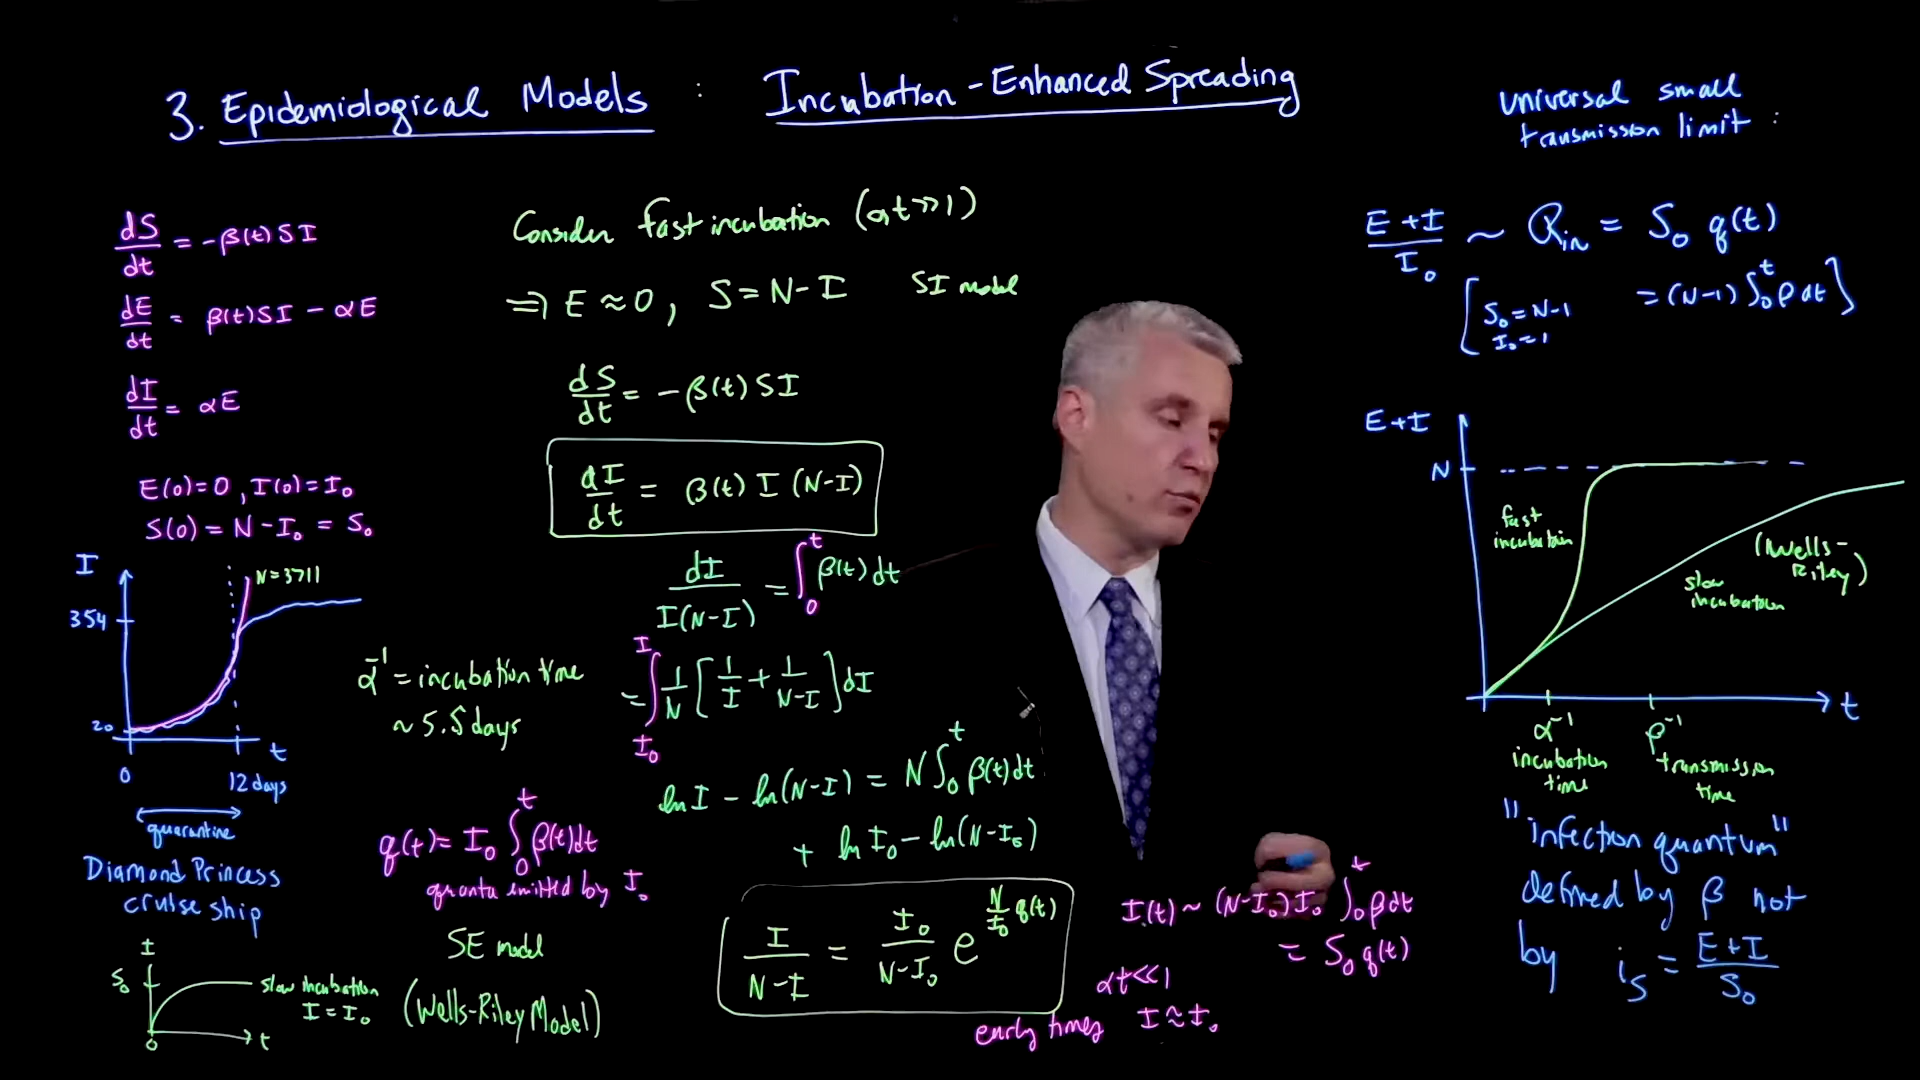 3. Epidemiological Models : Incubation-Enhanced Spreading
universal small
transmission limit :
dS/dt = -β(t) S I
dE/dt = β(t) S I - αE
dI/dt = αE
E(0)=0, I(0)=I₀
S(0) = N - I₀ = S₀
I
N=3711
354
20
0
12 days
t
quarantine
Diamond Princess
cruise ship
I
S₀
slow incubation
I = I₀
0
t
α⁻¹ = incubation time
~ 5.5 days
q(t) = I₀ ∫₀ᵗ β(t)dt
quanta emitted by I₀
SE model
(Wells-Riley Model)
Consider fast incubation (αt>>1)
⇒ E ≈ 0, S = N - I SI model
dS/dt = -β(t) S I
dI/dt = β(t) I (N-I)
dI/I(N-I) = ∫₀ᵗ β(t) dt
= ∫_{I₀}^{I} 1/N [1/I + 1/(N-I)] dI
ln I - ln(N-I) = N ∫₀ᵗ β(t)dt
+ ln I₀ - ln(N-I₀)
I/(N-I) = I₀/(N-I₀) e^{N/I₀ q(t)}
I(t) ~ (N-I₀) I₀ ∫₀ᵗ β dt
= S₀ q(t)
αt<<1
early times I ≈ I₀
(E+I)/I₀ ~ Q_in = S₀ q(t)
[S₀=N-1 = (N-1) ∫₀ᵗ β dt]
I₀=1
E+I
N
fast
incubation
(Wells-
Riley)
slow
incubation
t
α⁻¹
incubation
time
β⁻¹
transmission
time
"infection quantum"
defined by β not
by i_S = (E+I)/S₀